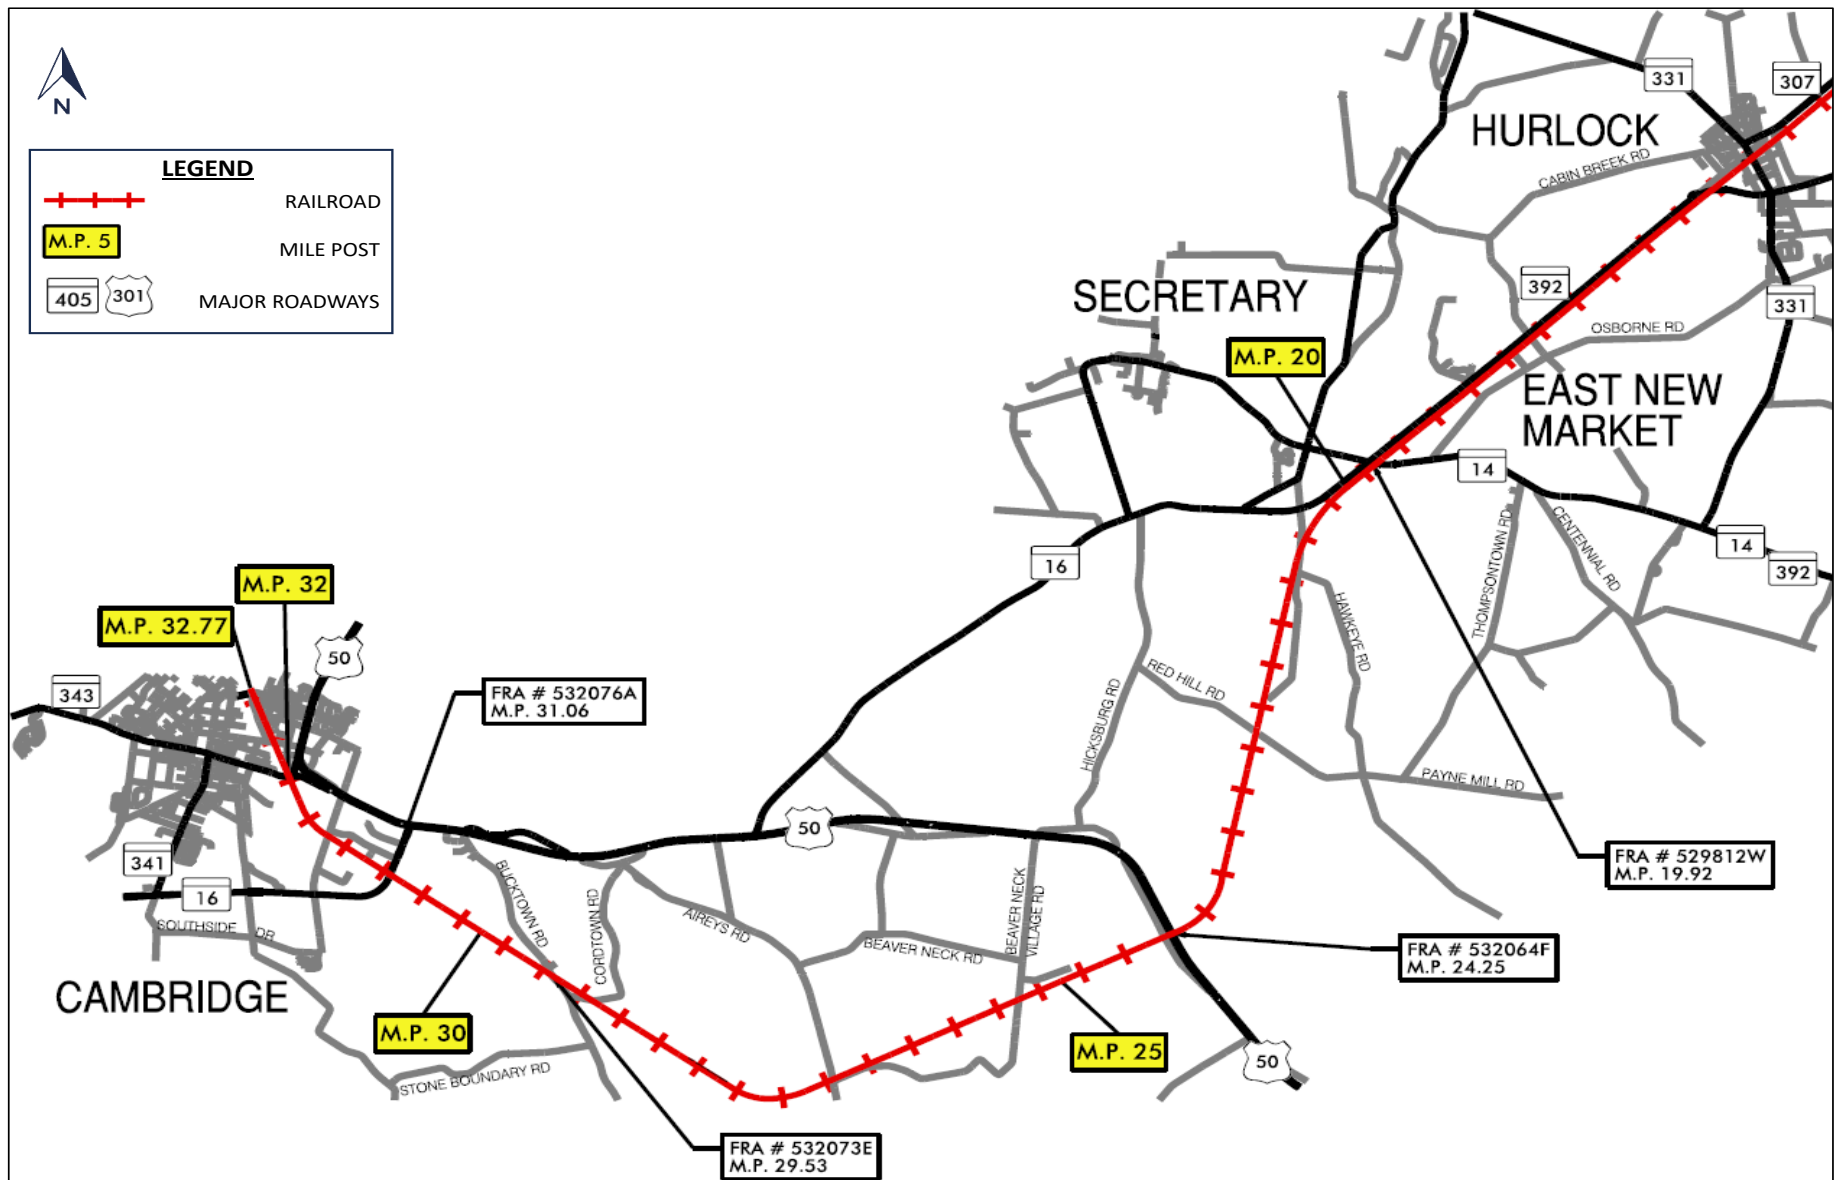 N
LEGEND
RAILROAD
M.P. 5
MILE POST
405
301
MAJOR ROADWAYS
331
307
HURLOCK
CABIN BREEK RD
SECRETARY
392
331
OSBORNE RD
M.P. 20
EAST NEW
MARKET
14
THOMPSONTOWN RD
CENTENNIAL RD
14
392
16
HAWKEYE RD
RED HILL RD
HICKSBURG RD
PAYNE MILL RD
M.P. 32
M.P. 32.77
50
343
FRA # 532076A
M.P. 31.06
50
341
16
SOUTHSIDE DR
BUCKTOWN RD
CORDTOWN RD
AIREYS RD
BEAVER NECK RD
BEAVER NECK
VILLAGE RD
FRA # 529812W
M.P. 19.92
FRA # 532064F
M.P. 24.25
CAMBRIDGE
M.P. 30
M.P. 25
50
STONE BOUNDARY RD
FRA # 532073E
M.P. 29.53